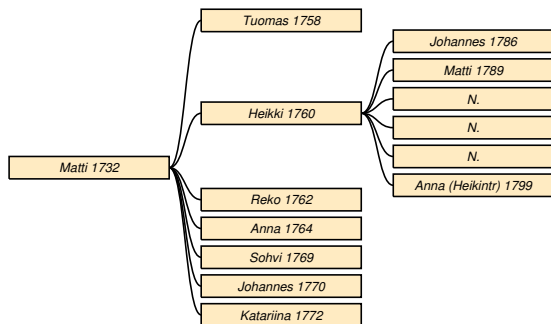 Tuomas 1758
Johannes 1786
Matti 1789
Heikki 1760
N.
N.
N.
Matti 1732
Anna (Heikintr) 1799
Reko 1762
Anna 1764
Sohvi 1769
Johannes 1770
Katariina 1772